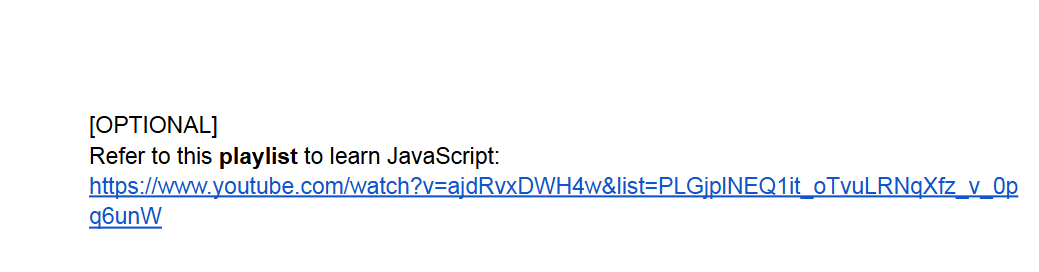 [OPTIONAL]
Refer to this playlist to learn JavaScript:
https://www.youtube.com/watch?v=ajdRvxDWH4w&list=PLGjplNEQ1it_oTvuLRNqXfz_v_0p
q6unW